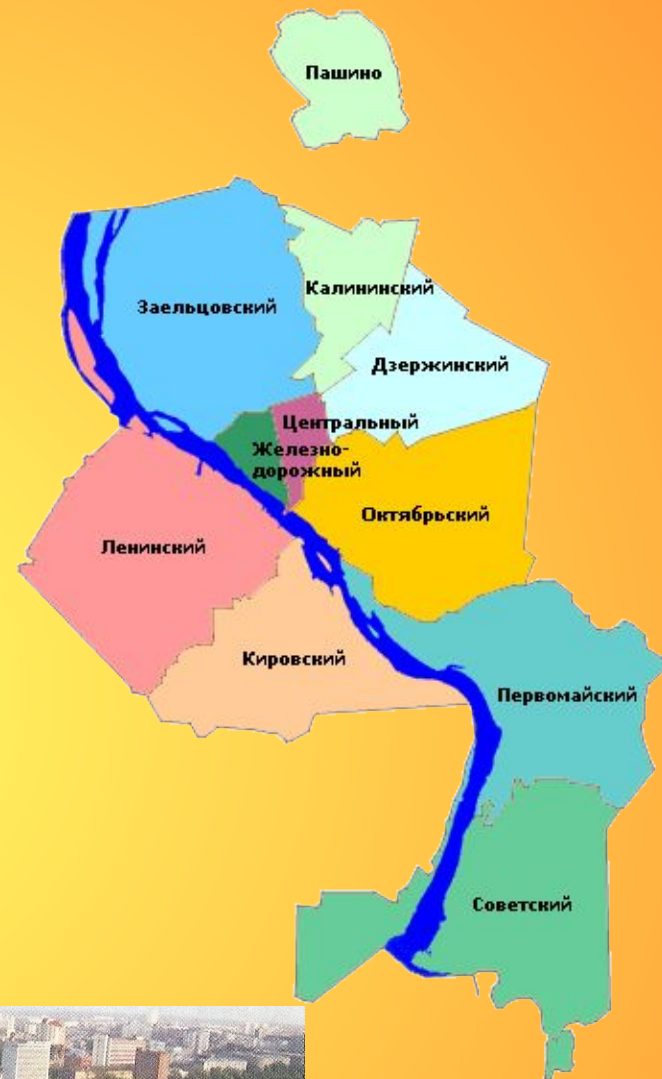 Пашино
Калининский
Заельцовский
Дзержинский
Центральный
Железно-
дорожный
Октябрьский
Ленинский
Кировский
Первомайский
Советский